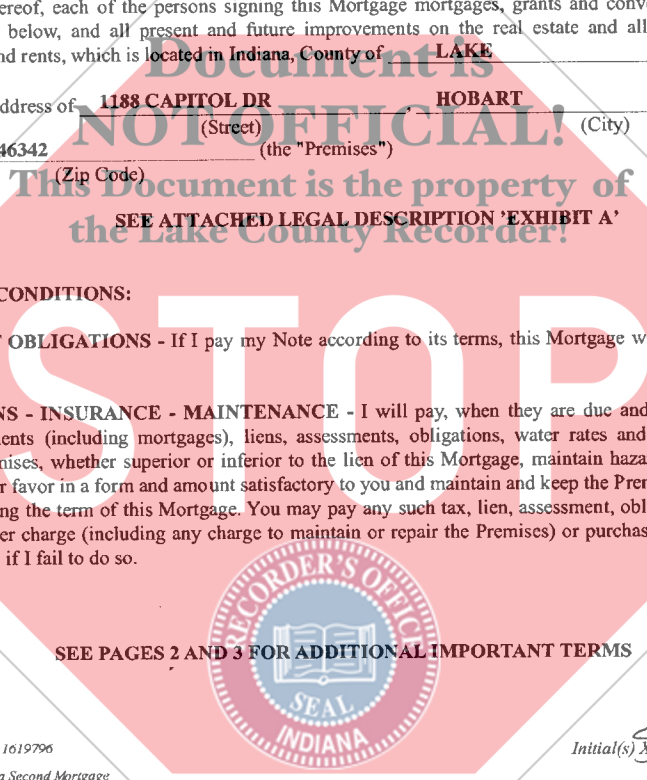 ereof, each of the persons signing this Mortgage mortgages, grants and conv
below, and all present and future improvements on the real estate and all
nd rents, which is located in Indiana, County of LAKE
Document is
ddress of 1188 CAPITOL DR , HOBART
NOT OFFICIAL!
(Street) (City)
46342 (the "Premises")
(Zip Code)
This Document is the property of
SEE ATTACHED LEGAL DESCRIPTION 'EXHIBIT A'
the Lake County Recorder!
CONDITIONS:
STOP
OBLIGATIONS - If I pay my Note according to its terms, this Mortgage w
NS - INSURANCE - MAINTENANCE - I will pay, when they are due and
ents (including mortgages), liens, assessments, obligations, water rates and
mises, whether superior or inferior to the lien of this Mortgage, maintain haza
r favor in a form and amount satisfactory to you and maintain and keep the Prem
ng the term of this Mortgage. You may pay any such tax, lien, assessment, obl
er charge (including any charge to maintain or repair the Premises) or purchas
if I fail to do so.
RECORDER'S OFFICE
SEE PAGES 2 AND 3 FOR ADDITIONAL IMPORTANT TERMS
SEAL
INDIANA
1619796 Initial(s) X
a Second Mortgage